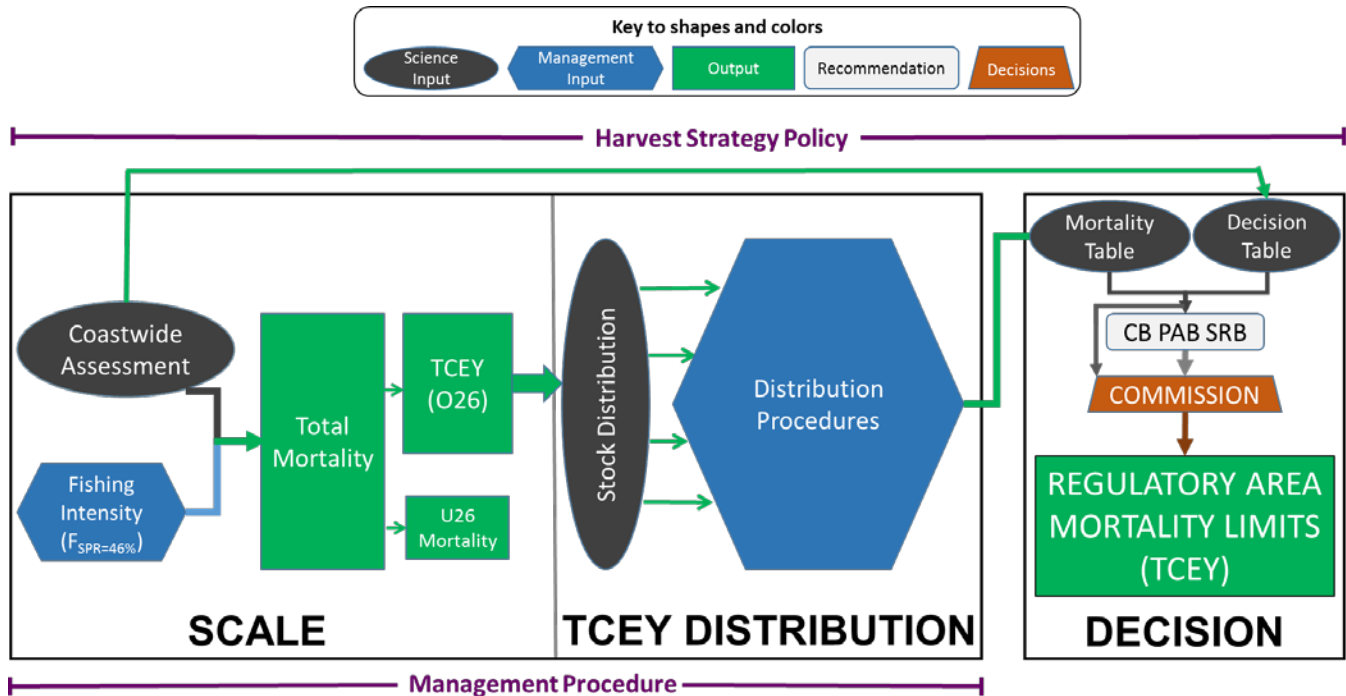 Key to shapes and colors
Science
Input
Management
Input
Output
Recommendation
Decisions
Harvest Strategy Policy
Coastwide
Assessment
Fishing
Intensity
(FSPR=46%)
Total
Mortality
TCEY
(O26)
U26
Mortality
SCALE
Stock Distribution
Distribution
Procedures
TCEY DISTRIBUTION
Mortality
Table
Decision
Table
CB PAB SRB
COMMISSION
REGULATORY AREA
MORTALITY LIMITS
(TCEY)
DECISION
Management Procedure